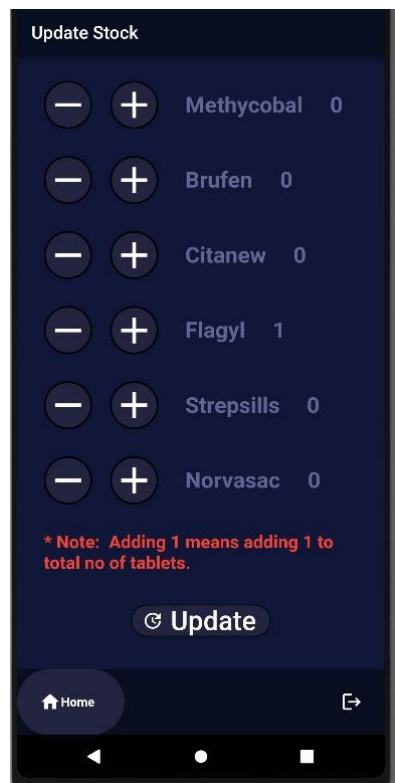 Update Stock
Methycobal 0
Brufen 0
Citanew 0
Flagyl 1
Strepsills 0
Norvasac 0
* Note: Adding 1 means adding 1 to
total no of tablets.
Update
Home